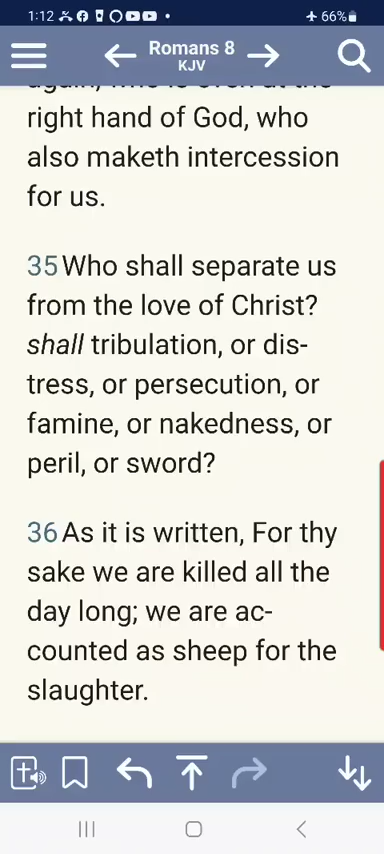 1:12
66%
Romans 8
KJV
right hand of God, who
also maketh intercession
for us.
35 Who shall separate us
from the love of Christ?
shall tribulation, or dis-
tress, or persecution, or
famine, or nakedness, or
peril, or sword?
36 As it is written, For thy
sake we are killed all the
day long; we are ac-
counted as sheep for the
slaughter.